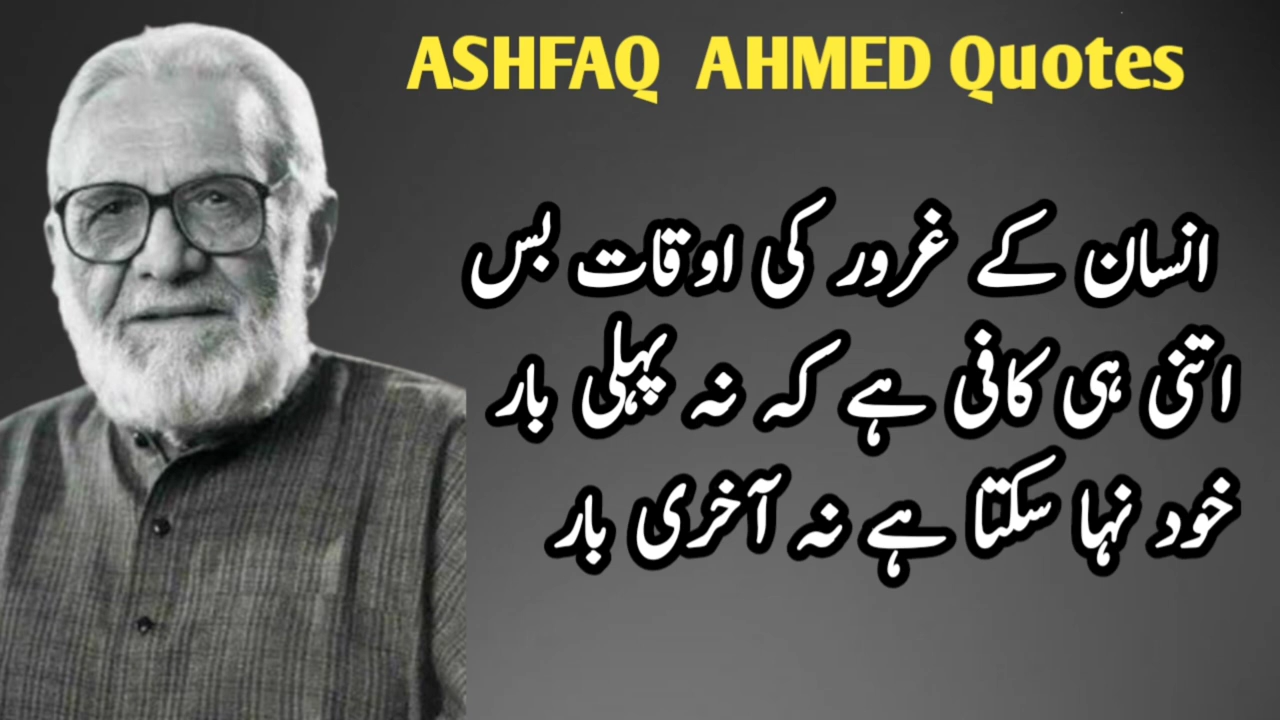 ASHFAQ AHMED Quotes
انسان کے غرور کی اوقات بس
اتنی ہی کافی ہے کہ نہ پہلی بار
خود نہا سکتا ہے نہ آخری بار